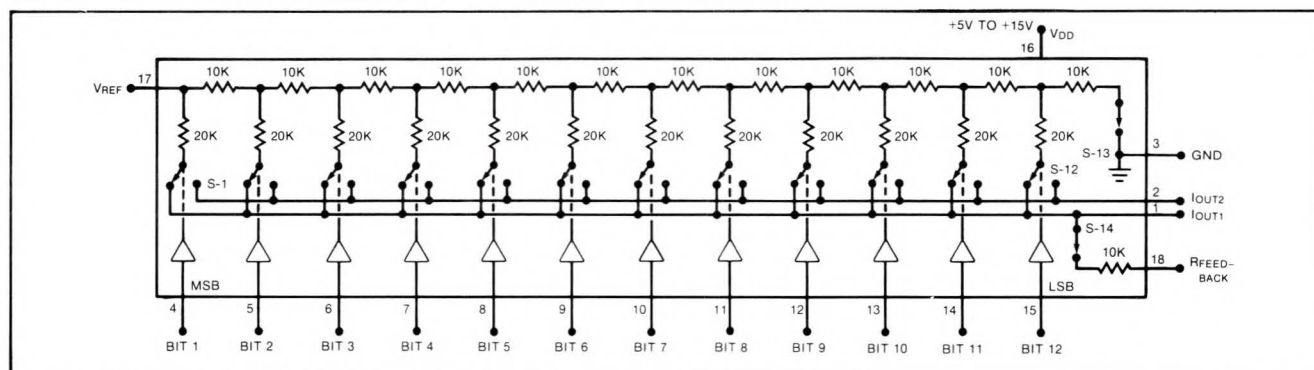 +5V TO +15V
VDD
16
17
VREF
10K 10K 10K 10K 10K 10K 10K 10K 10K 10K 10K 10K
20K 20K 20K 20K 20K 20K 20K 20K 20K 20K 20K 20K
S-13
3
GND
S-1
S-12
2
IOUT2
1
IOUT1
S-14
10K
18
RFEED-
BACK
MSB
LSB
4 5 6 7 8 9 10 11 12 13 14 15
BIT 1 BIT 2 BIT 3 BIT 4 BIT 5 BIT 6 BIT 7 BIT 8 BIT 9 BIT 10 BIT 11 BIT 12